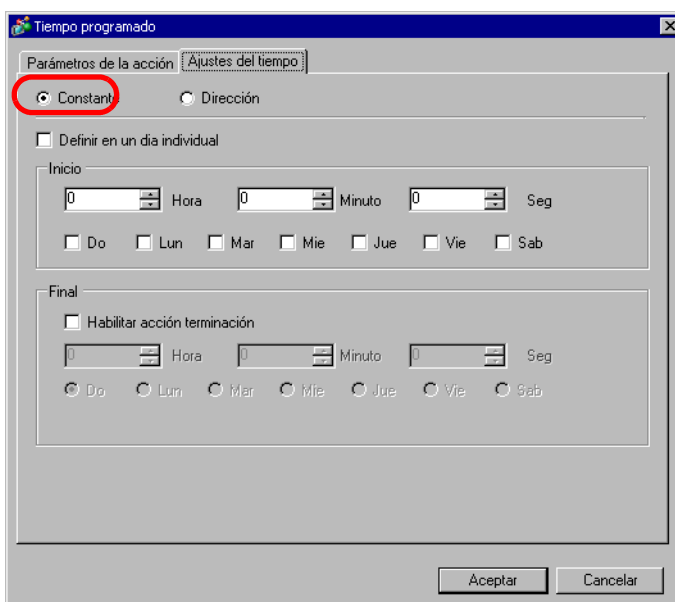 Tiempo programado
Parámetros de la acción Ajustes del tiempo
Constante Dirección
Definir en un dia individual
Inicio
0 Hora 0 Minuto 0 Seg
Do Lun Mar Mie Jue Vie Sab
Final
Habilitar acción terminación
0 Hora 0 Minuto 0 Seg
Do Lun Mar Mie Jue Vie Sab
Aceptar Cancelar